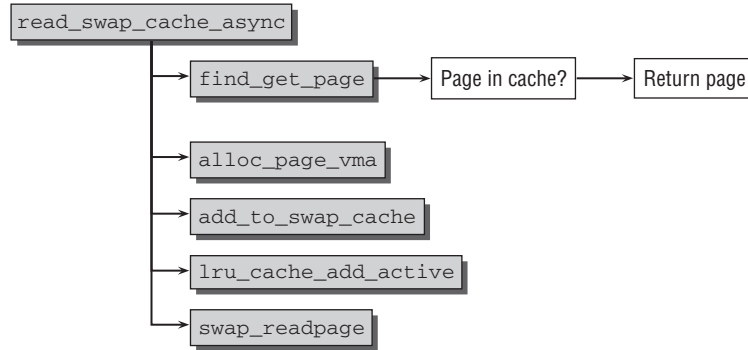 read_swap_cache_async
find_get_page
Page in cache?
Return page
alloc_page_vma
add_to_swap_cache
lru_cache_add_active
swap_readpage